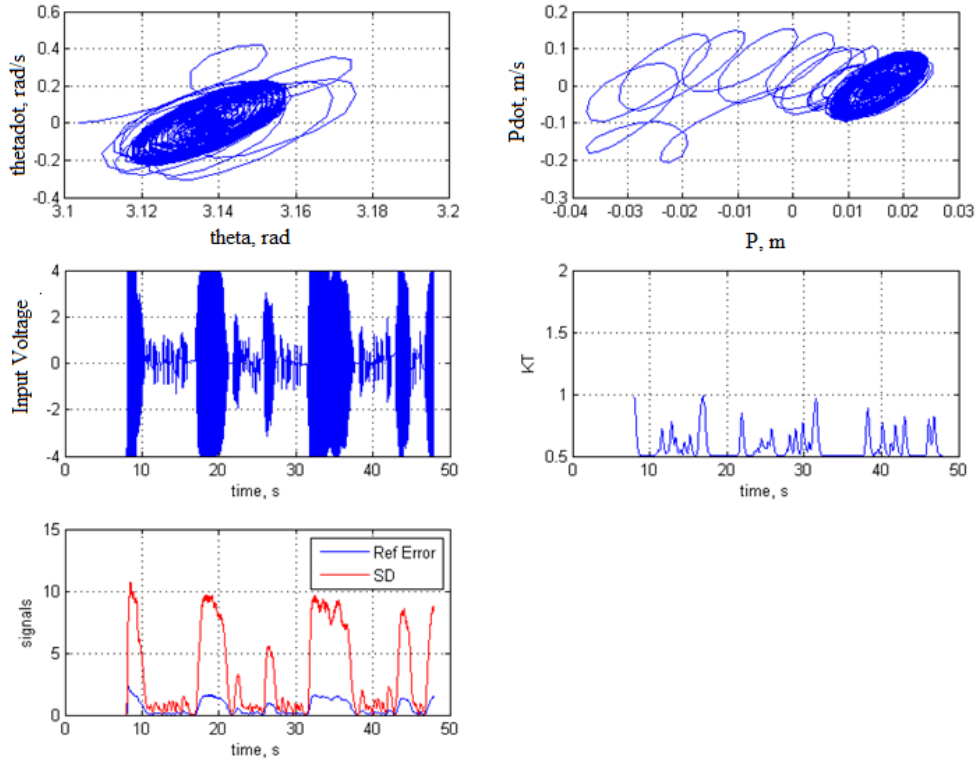 0.6
0.4
0.2
0
-0.2
-0.4
thetadot, rad/s
3.1 3.12 3.14 3.16 3.18 3.2
theta, rad
0.3
0.2
0.1
0
-0.1
-0.2
-0.3
Pdot, m/s
-0.04 -0.03 -0.02 -0.01 0 0.01 0.02 0.03
P, m
4
2
0
-2
-4
Input Voltage
0 10 20 30 40 50
time, s
2
1.5
1
0.5
KT
0 10 20 30 40 50
time, s
15
10
5
0
signals
Ref Error
SD
0 10 20 30 40 50
time, s